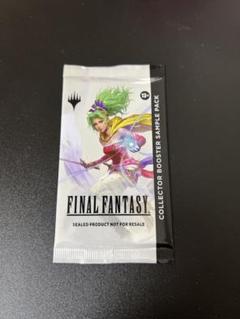 13+
FINAL FANTASY
SEALED PRODUCT NOT FOR RESALE
COLLECTOR BOOSTER SAMPLE PACK